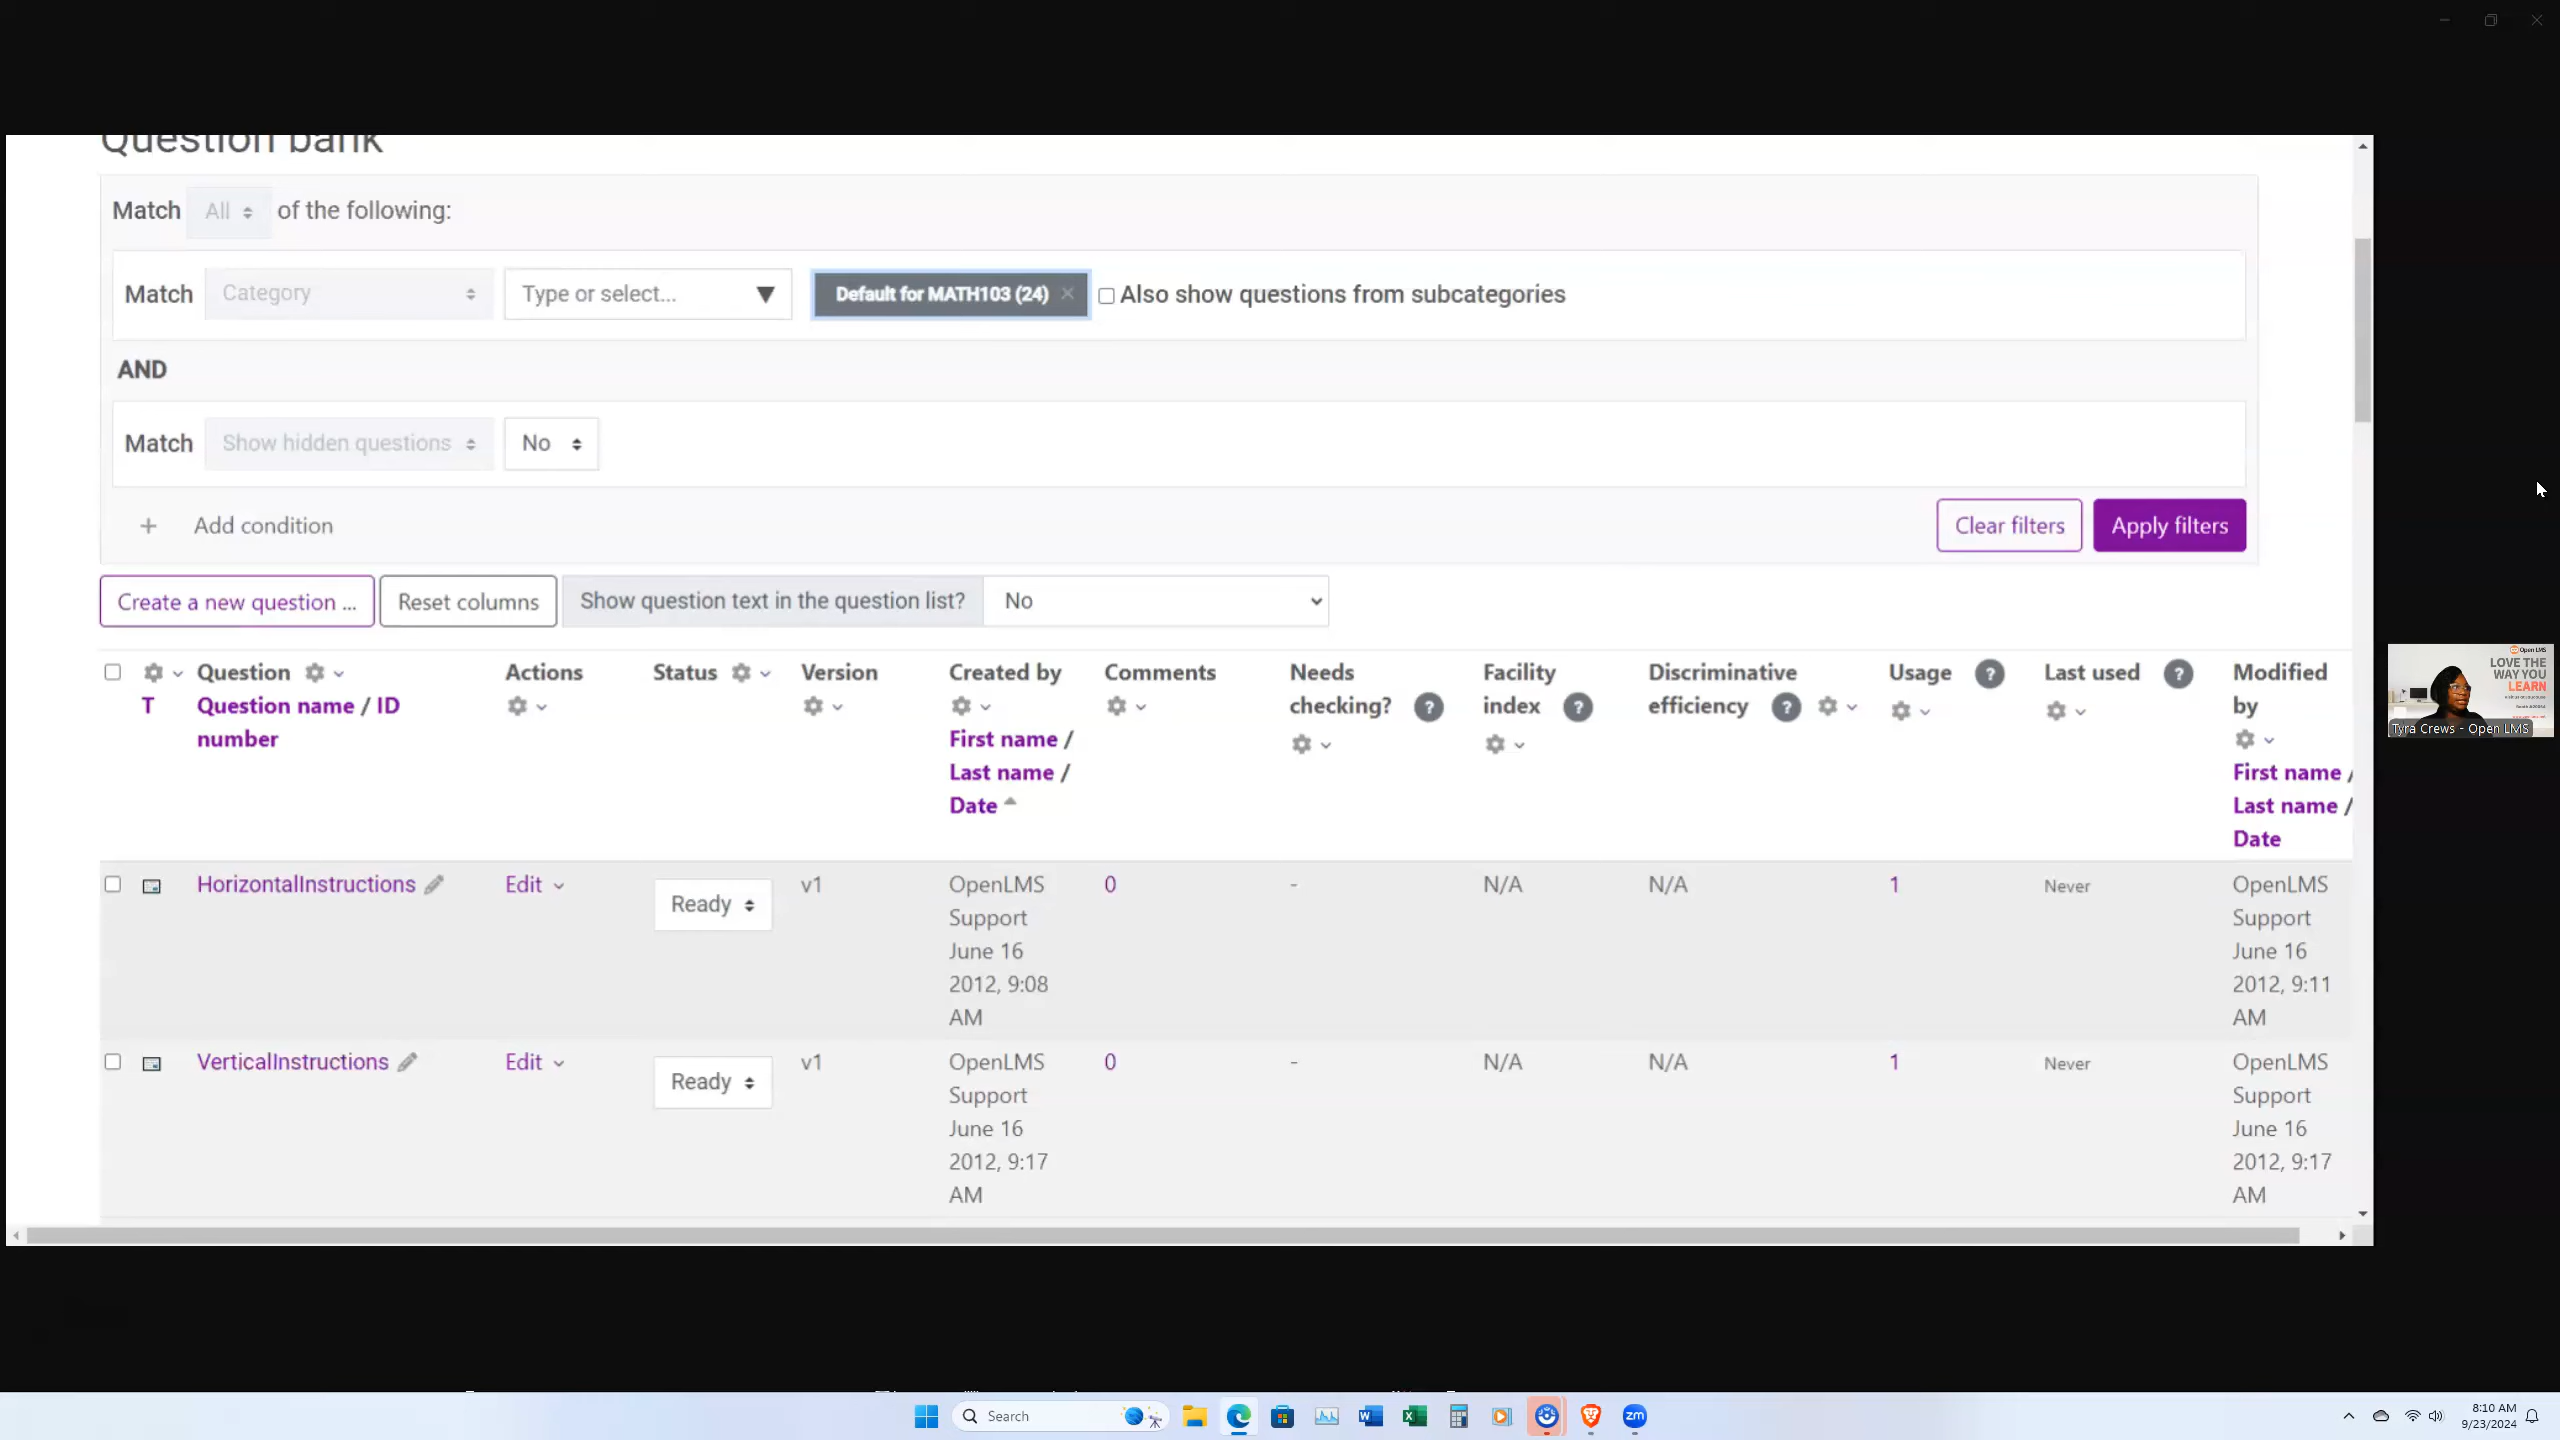 Question bank
Match All of the following:
Match Category Type or select... Default for MATH103 (24) × Also show questions from subcategories
AND
Match Show hidden questions No
+ Add condition Clear filters Apply filters
Create a new question ... Reset columns Show question text in the question list? No
T
Question
Question name / ID
number
Actions
Status
Version
Created by
First name /
Last name /
Date
Comments
Needs
checking? ?
Facility
index ?
Discriminative
efficiency ?
Usage ?
Last used ?
Modified
by
First name /
Last name /
Date
HorizontalInstructions Edit Ready v1
OpenLMS
Support
June 16
2012, 9:08
AM
0 - N/A N/A 1 Never
OpenLMS
Support
June 16
2012, 9:11
AM
VerticalInstructions Edit Ready v1
OpenLMS
Support
June 16
2012, 9:17
AM
0 - N/A N/A 1 Never
OpenLMS
Support
June 16
2012, 9:17
AM
Open LMS
LOVE THE
WAY YOU
LEARN
Tyra Crews - Open LMS
Search
W
X
zm
8:10 AM
9/23/2024